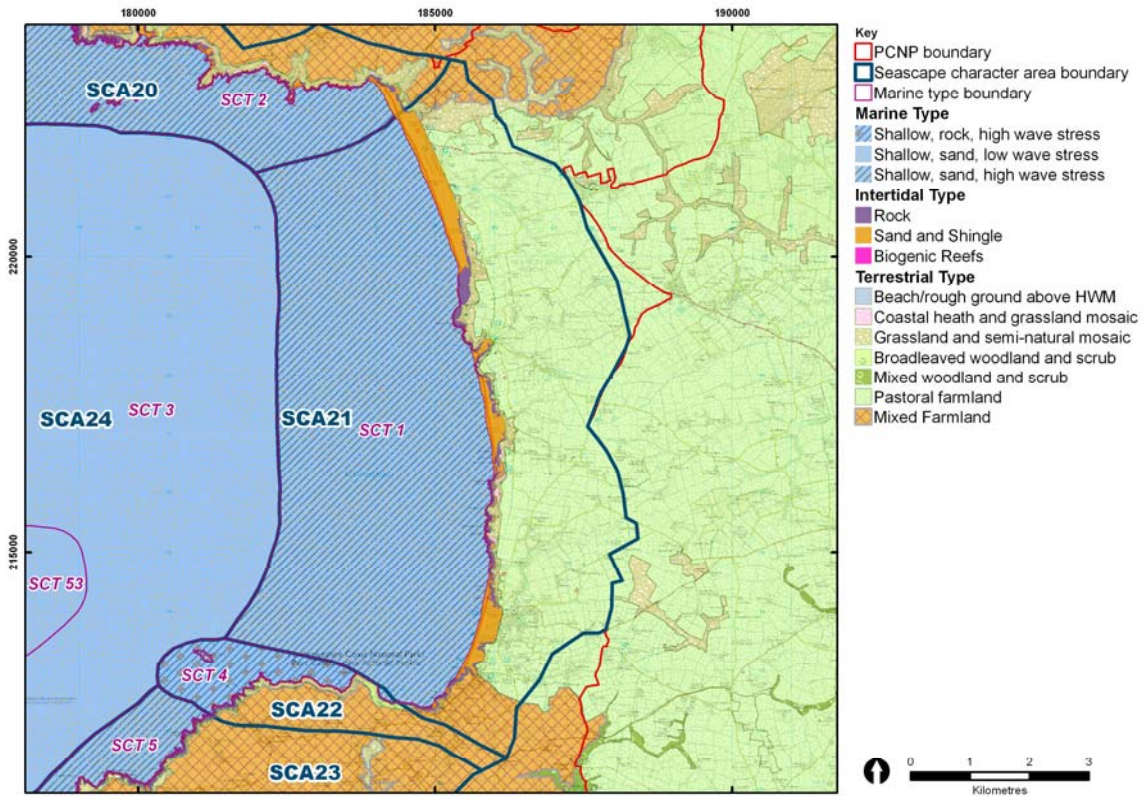 180000
185000
190000
220000
215000
SCA20
SCT 2
SCA24
SCT 3
SCA21
SCT 1
SCT 53
SCT 4
SCA22
SCT 5
SCA23
Key
PCNP boundary
Seascape character area boundary
Marine type boundary
Marine Type
Shallow, rock, high wave stress
Shallow, sand, low wave stress
Shallow, sand, high wave stress
Intertidal Type
Rock
Sand and Shingle
Biogenic Reefs
Terrestrial Type
Beach/rough ground above HWM
Coastal heath and grassland mosaic
Grassland and semi-natural mosaic
Broadleaved woodland and scrub
Mixed woodland and scrub
Pastoral farmland
Mixed Farmland
0 1 2 3
Kilometres